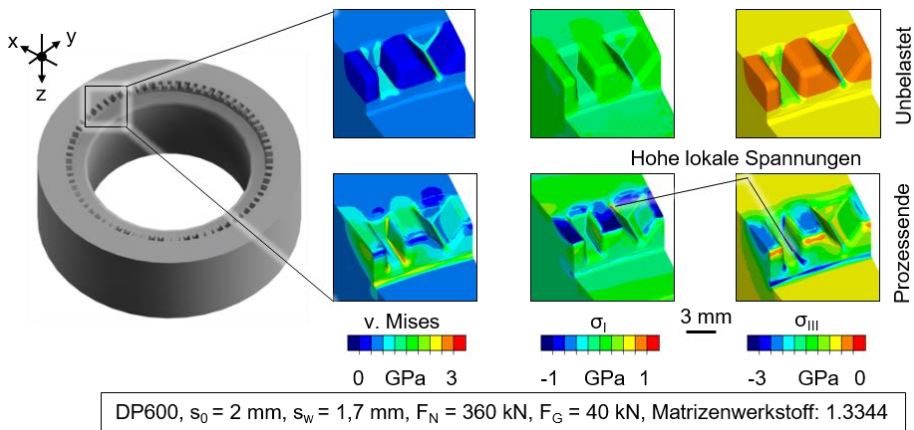 x
y
z
Unbelastet
Hohe lokale Spannungen
Prozessende
v. Mises
0 GPa 3
σI
-1 GPa 1
3 mm
σIII
-3 GPa 0
DP600, s0 = 2 mm, sw = 1,7 mm, FN = 360 kN, FG = 40 kN, Matrizenwerkstoff: 1.3344